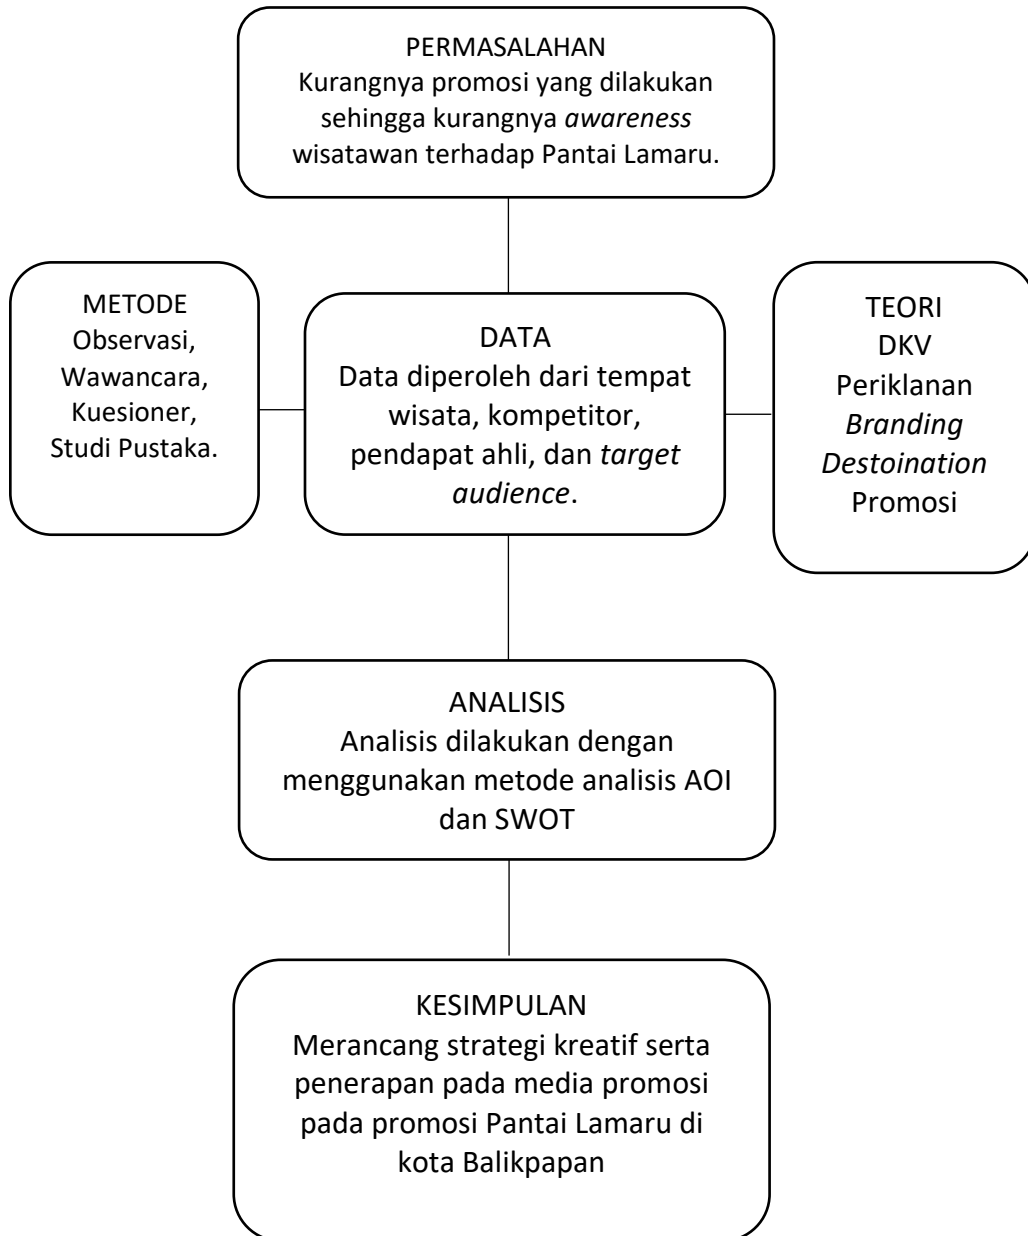 PERMASALAHAN
Kurangnya promosi yang dilakukan
sehingga kurangnya awareness
wisatawan terhadap Pantai Lamaru.
METODE
Observasi,
Wawancara,
Kuesioner,
Studi Pustaka.
DATA
Data diperoleh dari tempat
wisata, kompetitor,
pendapat ahli, dan target
audience.
TEORI
DKV
Periklanan
Branding
Destoination
Promosi
ANALISIS
Analisis dilakukan dengan
menggunakan metode analisis AOI
dan SWOT
KESIMPULAN
Merancang strategi kreatif serta
penerapan pada media promosi
pada promosi Pantai Lamaru di
kota Balikpapan